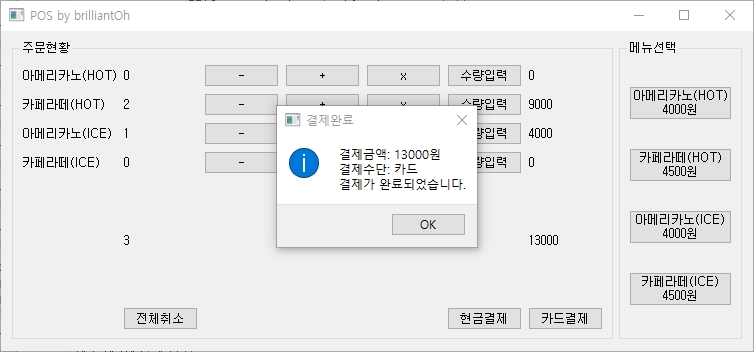 POS by brilliantOh
주문현황
메뉴선택
아메리카노(HOT) 0 - + x 수량입력 0
카페라떼(HOT) 2 - + x 수량입력 9000
아메리카노(ICE) 1 - 수량입력 4000
카페라떼(ICE) 0 - 수량입력 0
3 13000
전체취소 현금결제 카드결제
결제완료
결제금액: 13000원
결제수단: 카드
결제가 완료되었습니다.
OK
아메리카노(HOT)
4000원
카페라떼(HOT)
4500원
아메리카노(ICE)
4000원
카페라떼(ICE)
4500원